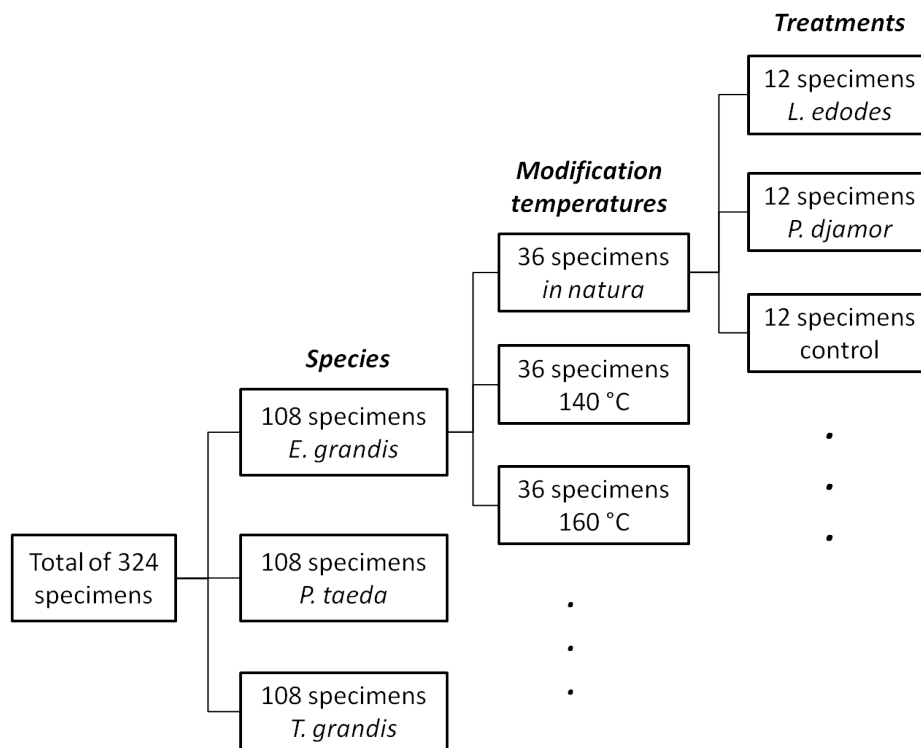 Treatments
12 specimens
L. edodes
12 specimens
P. djamor
12 specimens
control
Modification
temperatures
36 specimens
in natura
36 specimens
140 °C
36 specimens
160 °C
Species
108 specimens
E. grandis
108 specimens
P. taeda
108 specimens
T. grandis
Total of 324
specimens